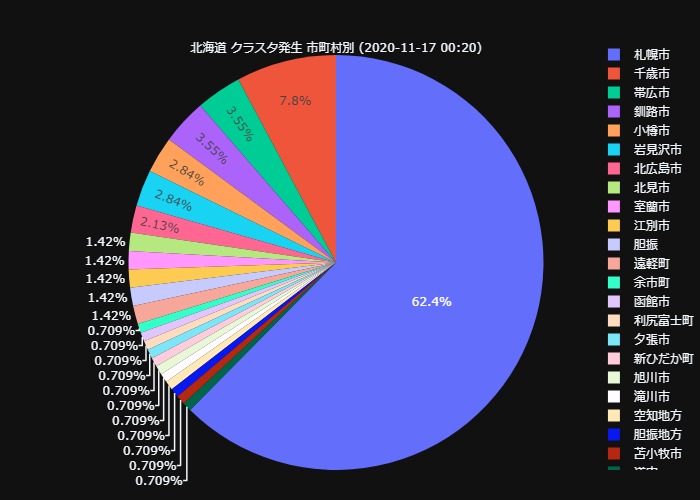 北海道 クラスタ発生 市町村別 (2020-11-17 00:20)
62.4%
7.8%
3.55%
3.55%
2.84%
2.84%
2.13%
1.42%
1.42%
1.42%
1.42%
1.42%
0.709%
0.709%
0.709%
0.709%
0.709%
0.709%
0.709%
0.709%
0.709%
0.709%
0.709%
札幌市
千歳市
帯広市
釧路市
小樽市
岩見沢市
北広島市
北見市
室蘭市
江別市
胆振
遠軽町
余市町
函館市
利尻富士町
夕張市
新ひだか町
旭川市
滝川市
空知地方
胆振地方
苫小牧市